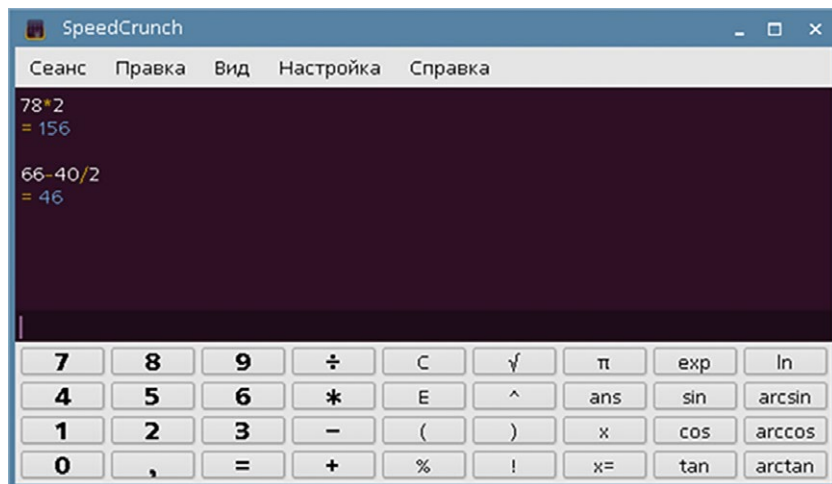 SpeedCrunch
Сеанс Правка Вид Настройка Справка
78*2
= 156
66-40/2
= 46
7 8 9 ÷ C √ π exp ln
4 5 6 * E ^ ans sin arcsin
1 2 3 − ( ) x cos arccos
0 , = + % ! x= tan arctan